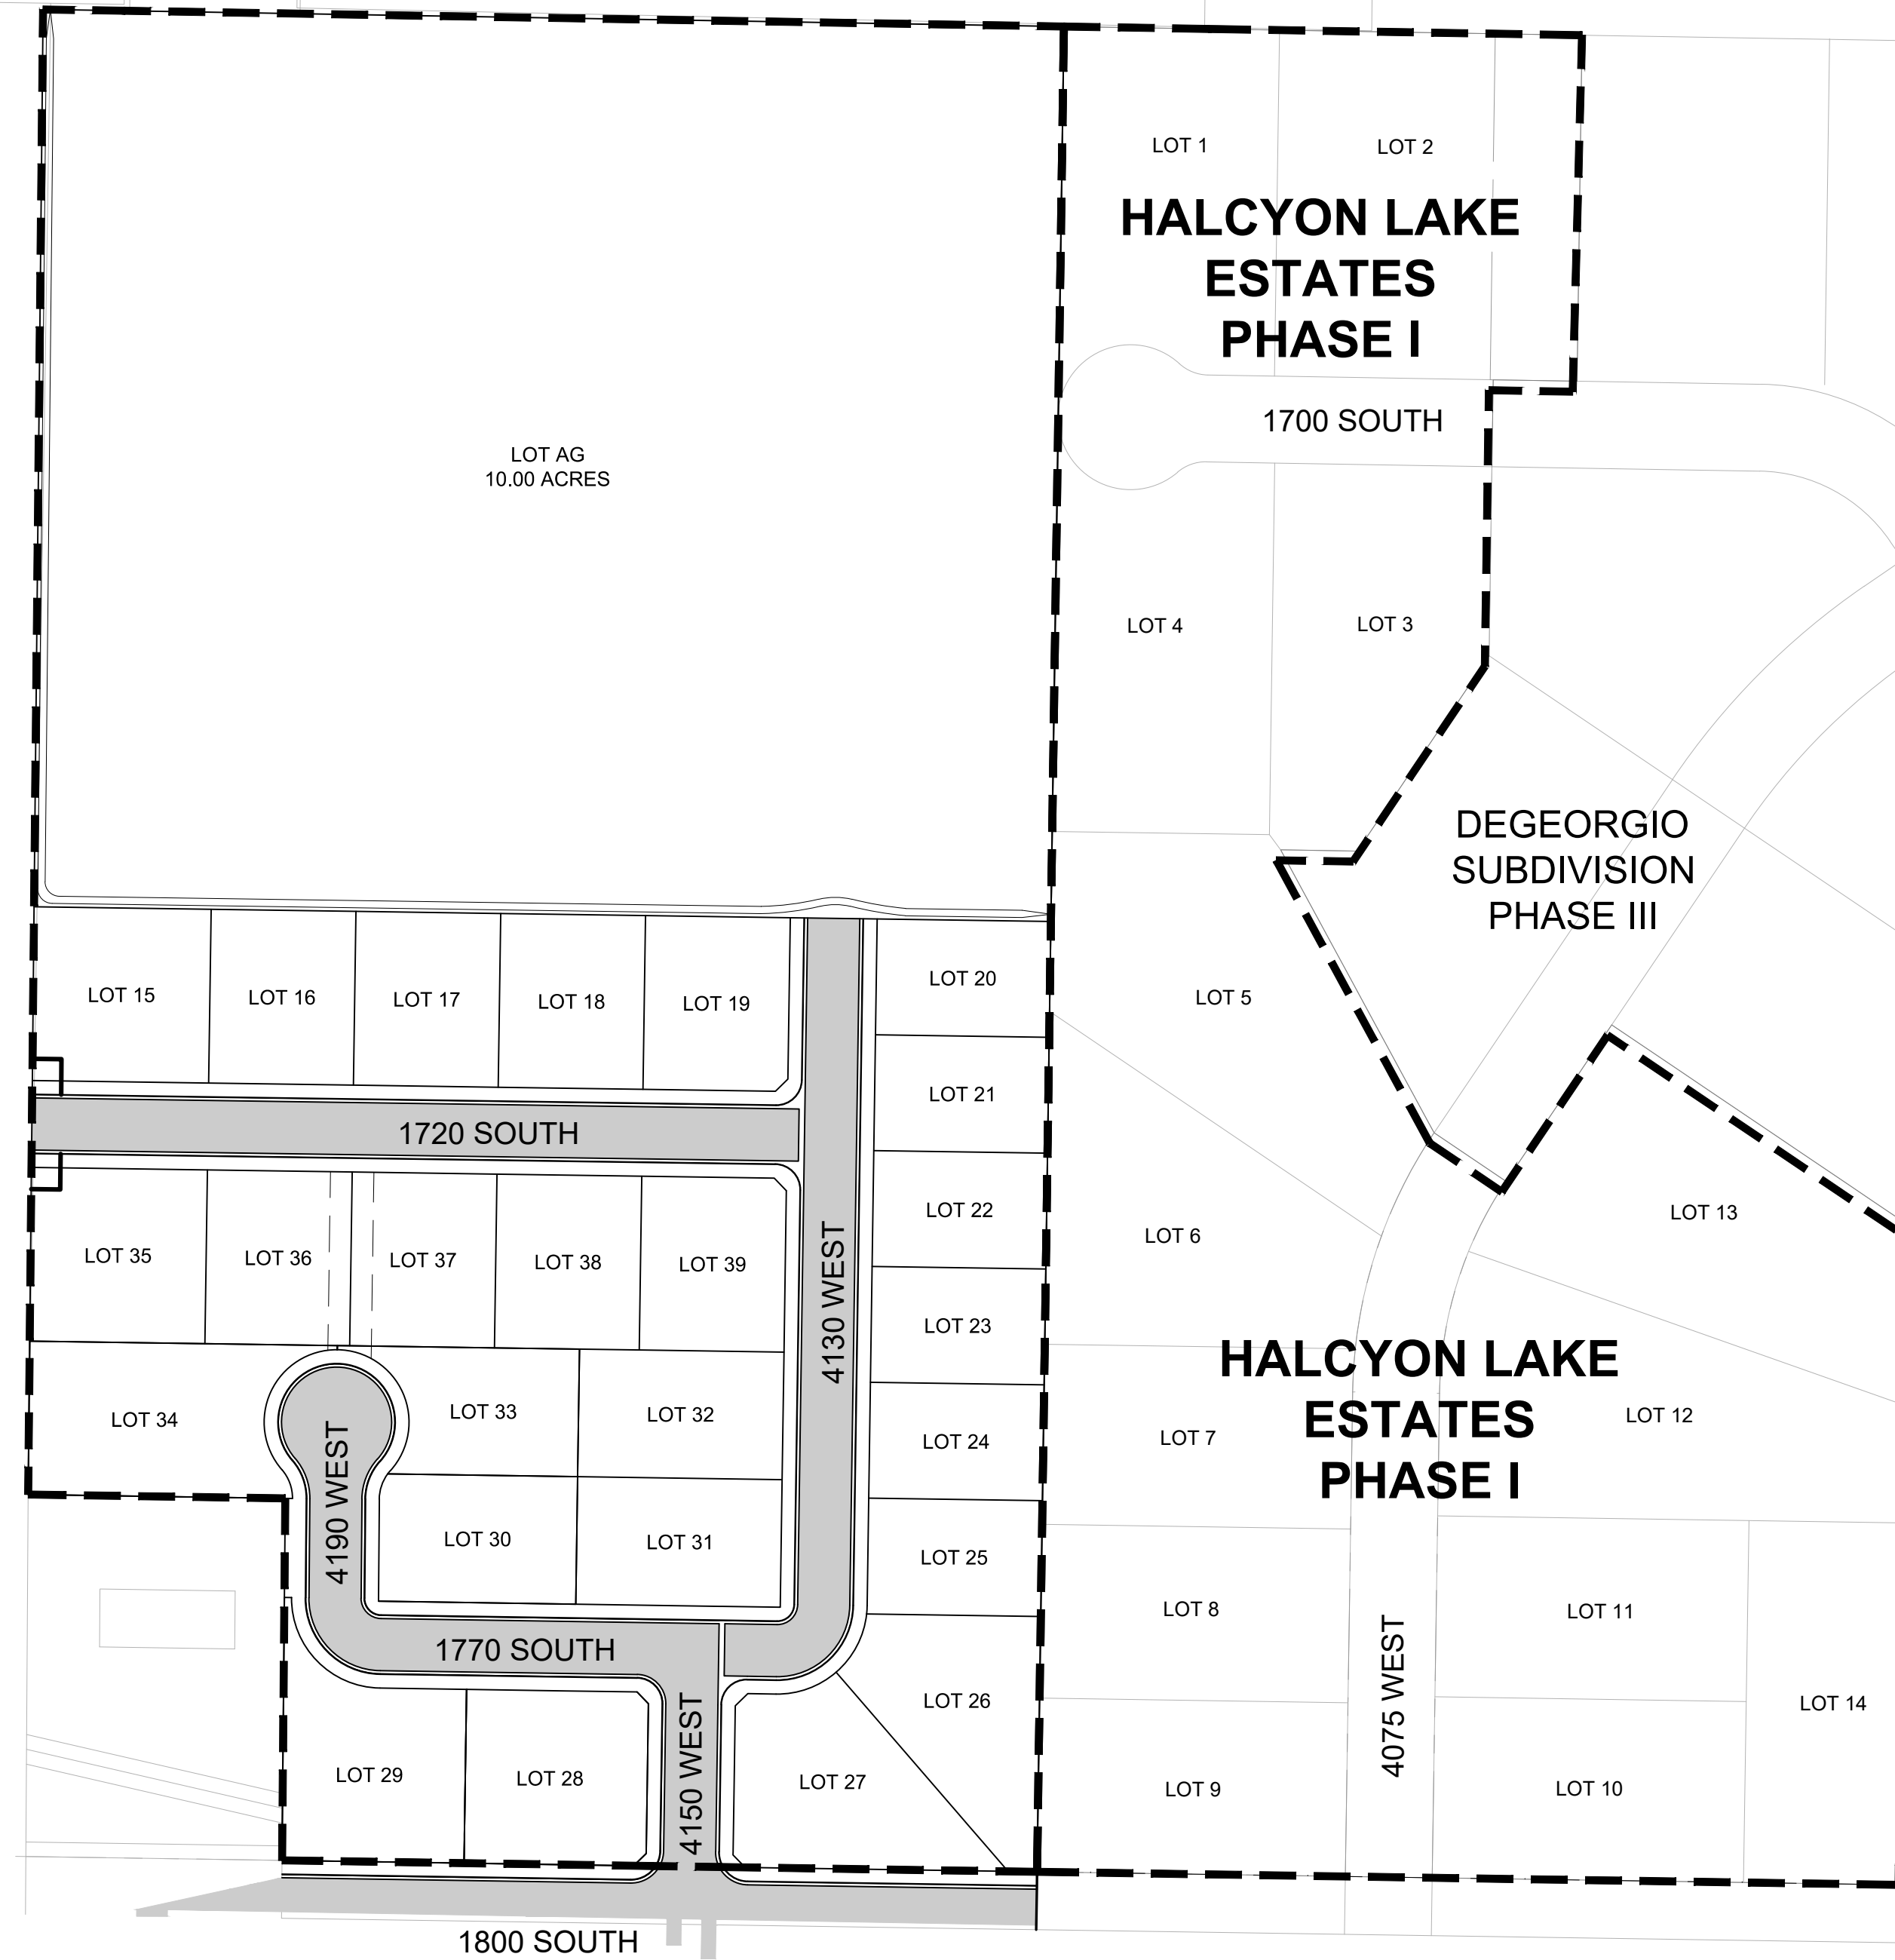 LOT 1
LOT 2
HALCYON LAKE
ESTATES
PHASE I
1700 SOUTH
LOT AG
10.00 ACRES
LOT 4
LOT 3
DEGEORGIO
SUBDIVISION
PHASE III
LOT 15
LOT 16
LOT 17
LOT 18
LOT 19
LOT 20
LOT 5
LOT 21
1720 SOUTH
LOT 22
LOT 6
LOT 13
LOT 35
LOT 36
LOT 37
LOT 38
LOT 39
4130 WEST
LOT 23
HALCYON LAKE
ESTATES
PHASE I
LOT 34
LOT 33
LOT 32
LOT 24
LOT 7
LOT 12
4190 WEST
LOT 30
LOT 31
LOT 25
LOT 8
LOT 11
1770 SOUTH
4075 WEST
LOT 26
LOT 14
4150 WEST
LOT 29
LOT 28
LOT 27
LOT 9
LOT 10
1800 SOUTH